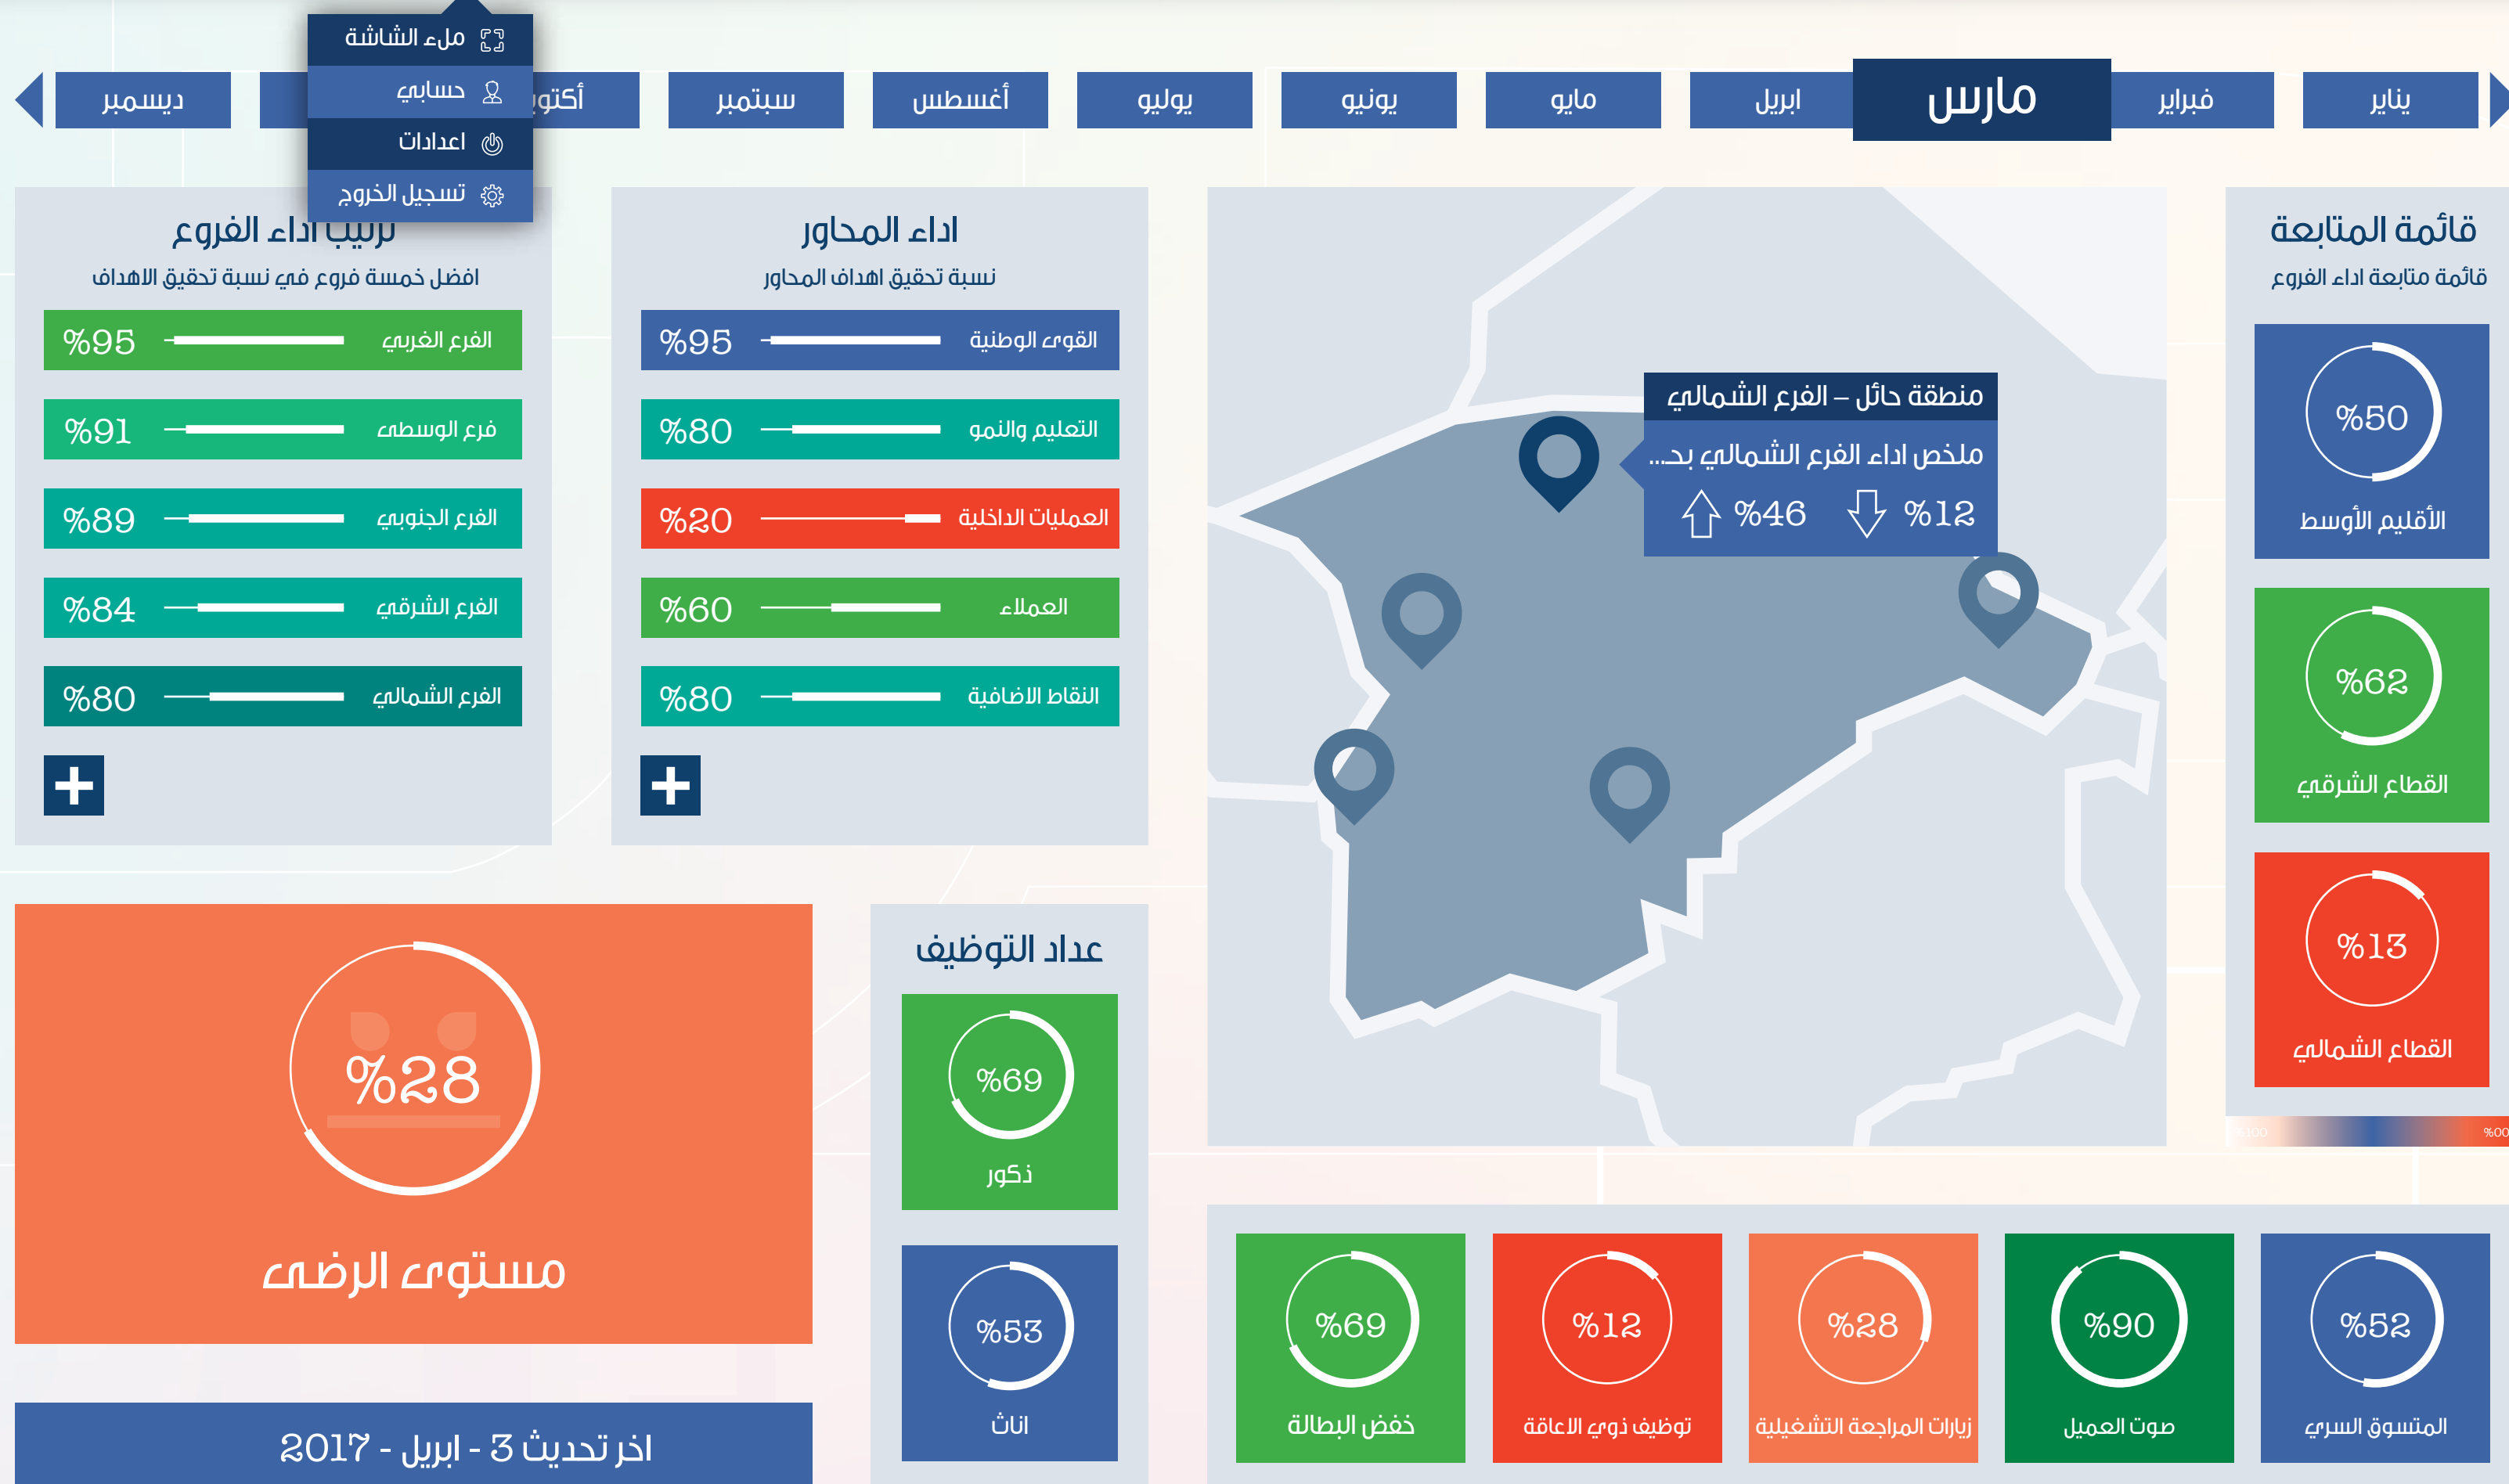 ملء الشاشة
حسابي
اعدادات
تسجيل الخروج
يناير
فبراير
مارس
ابريل
مايو
يونيو
يوليو
أغسطس
سبتمبر
ديسمبر
قائمة المتابعة
قائمة متابعة اداء الفروع
%50
الأقليم الأوسط
%62
القطاع الشرقي
%13
القطاع الشمالي
%00
%100
منطقة حائل – الفرع الشمالي
ملخص اداء الفرع الشمالي بحـ...
%12
%46
اداء المحاور
نسبة تحقيق اهداف المحاور
القوى الوطنية %95
التعليم والنمو %80
العمليات الداخلية %20
العملاء %60
النقاط الاضافية %80
ترتيب اداء الفروع
افضل خمسة فروع في نسبة تحقيق الاهداف
الفرع الغربي %95
فرع الوسطى %91
الفرع الجنوبي %89
الفرع الشرقي %84
الفرع الشمالي %80
عداد التوظيف
%69
ذكور
%53
اناث
%28
مستوى الرضى
اخر تحديث 3 - ابريل - 2017
%52
المتسوق السري
%90
صوت العميل
%28
زيارات المراجعة التشغيلية
%12
توظيف ذوي الاعاقة
%69
خفض البطالة